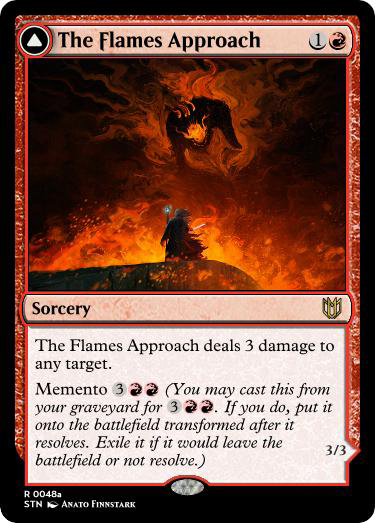 The Flames Approach 1
Sorcery
The Flames Approach deals 3 damage to
any target.
Memento 3 (You may cast this from
your graveyard for 3. If you do, put it
onto the battlefield transformed after it
resolves. Exile it if it would leave the
battlefield or not resolve.)
3/3
R 0048a
STN Anato Finnstark